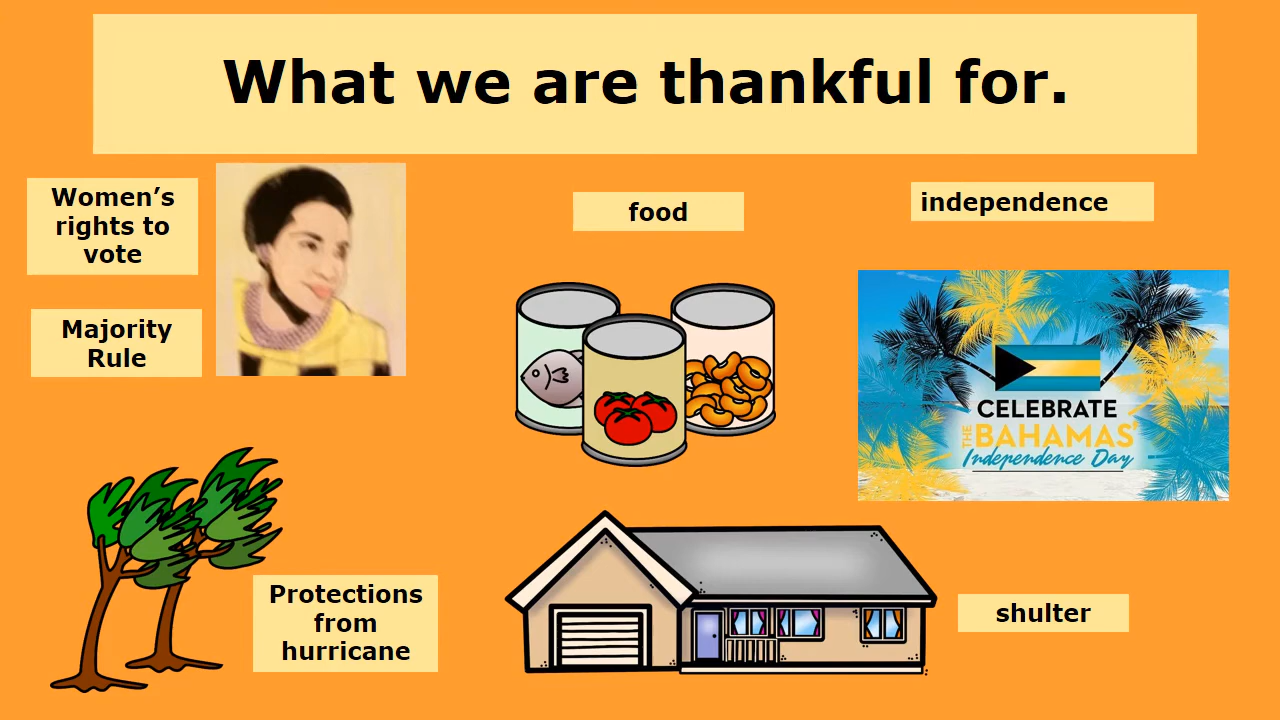 What we are thankful for.
Women’s
rights to
vote
Majority
Rule
food
independence
CELEBRATE
THE BAHAMAS'
Independence Day
Protections
from
hurricane
shulter